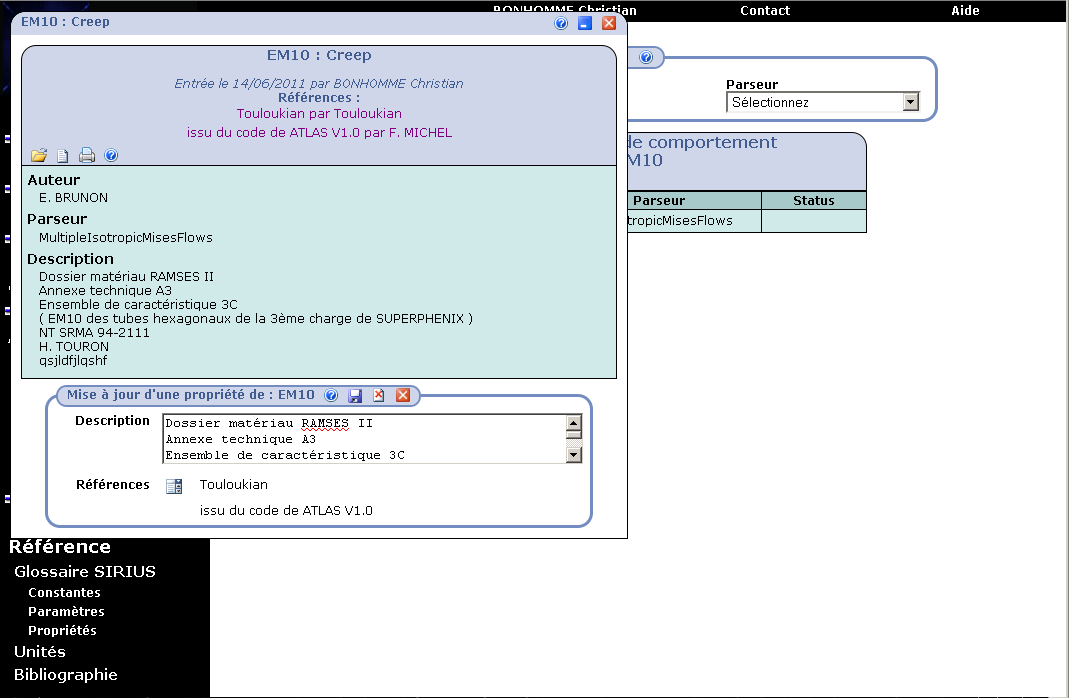 BONHOMME Christian
Contact
Aide
EM10 : Creep
EM10 : Creep
Entrée le 14/06/2011 par BONHOMME Christian
Références :
Touloukian par Touloukian
issu du code de ATLAS V1.0 par F. MICHEL
Auteur
E. BRUNON
Parseur
MultipleIsotropicMisesFlows
Description
Dossier matériau RAMSES II
Annexe technique A3
Ensemble de caractéristique 3C
( EM10 des tubes hexagonaux de la 3ème charge de SUPERPHENIX )
NT SRMA 94-2111
H. TOURON
qsjldfjlqshf
Mise à jour d'une propriété de : EM10
Description
Dossier matériau RAMSES II
Annexe technique A3
Ensemble de caractéristique 3C
Références
Touloukian
issu du code de ATLAS V1.0
Parseur
Sélectionnez
de comportement
EM10
Parseur
Status
tropicMisesFlows
Référence
Glossaire SIRIUS
Constantes
Paramètres
Propriétés
Unités
Bibliographie